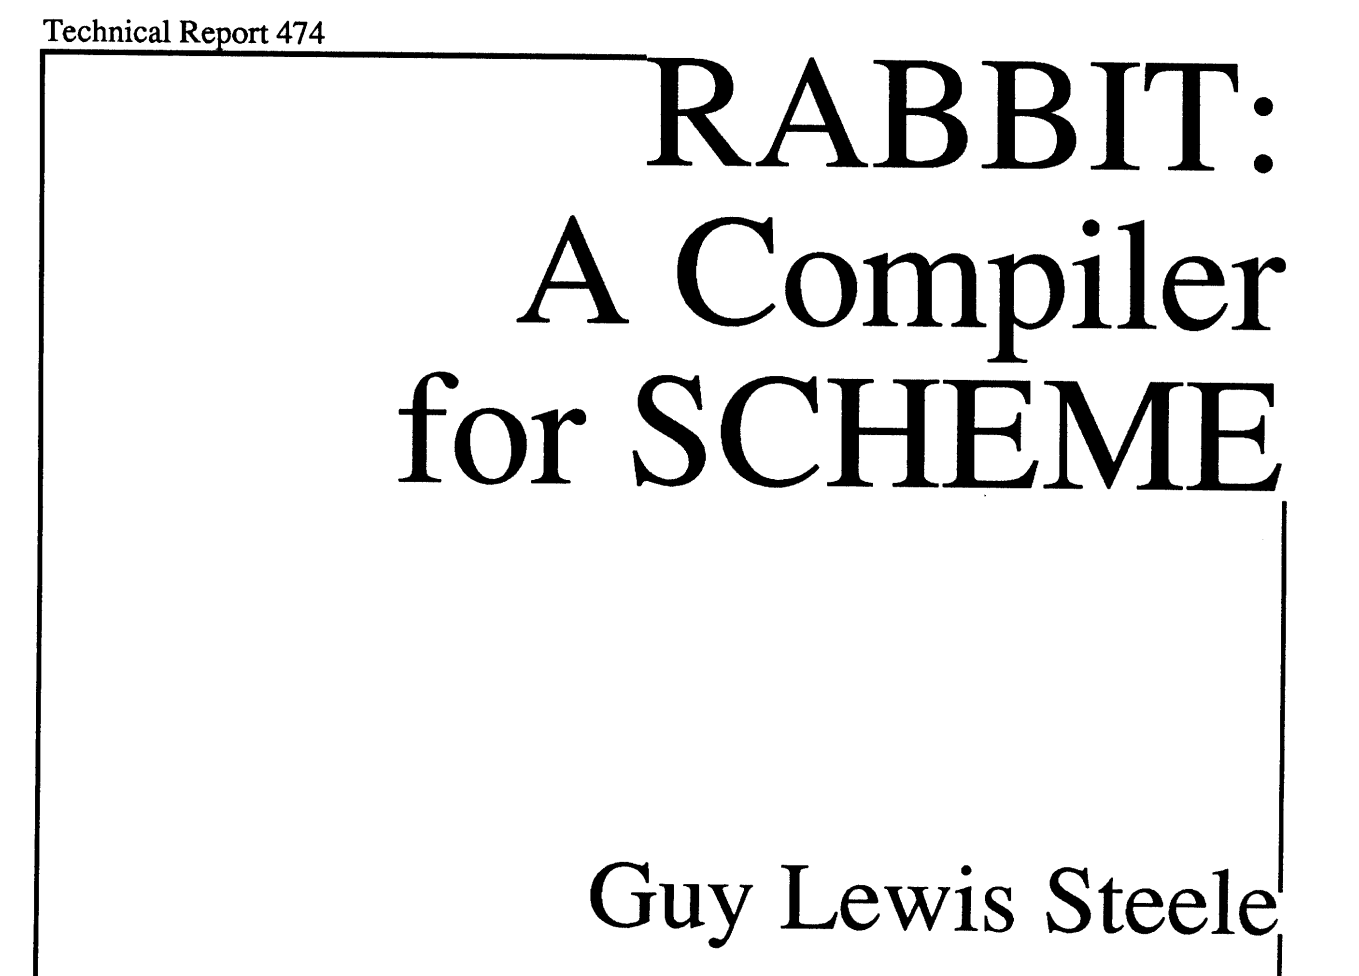 Technical Report 474
RABBIT:
A Compiler
for SCHEME
Guy Lewis Steele